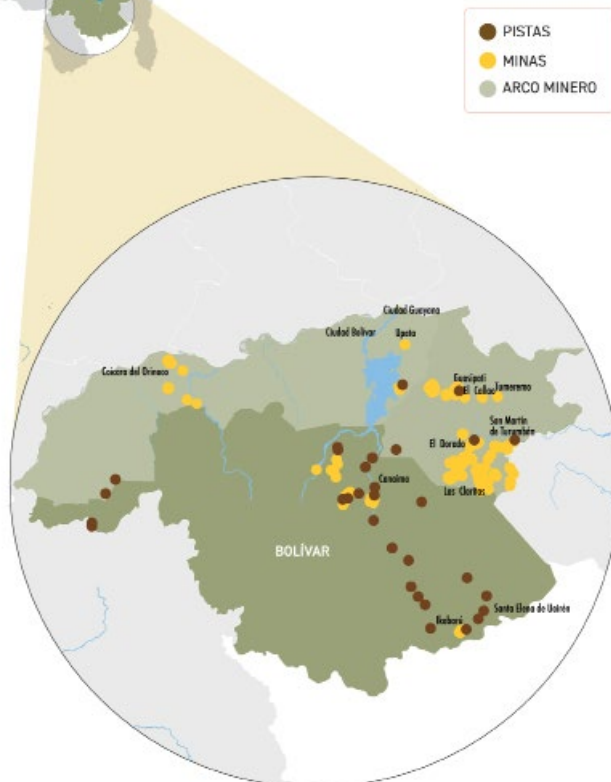 PISTAS
MINAS
ARCO MINERO
Ciudad Guayana
Ciudad Bolívar
Upata
Caicara del Orinoco
Guasipati
El Callao
Tumeremo
San Martín
de Turumbán
El Dorado
Las Claritas
Canaima
BOLÍVAR
Ikabarú
Santa Elena de Uairén